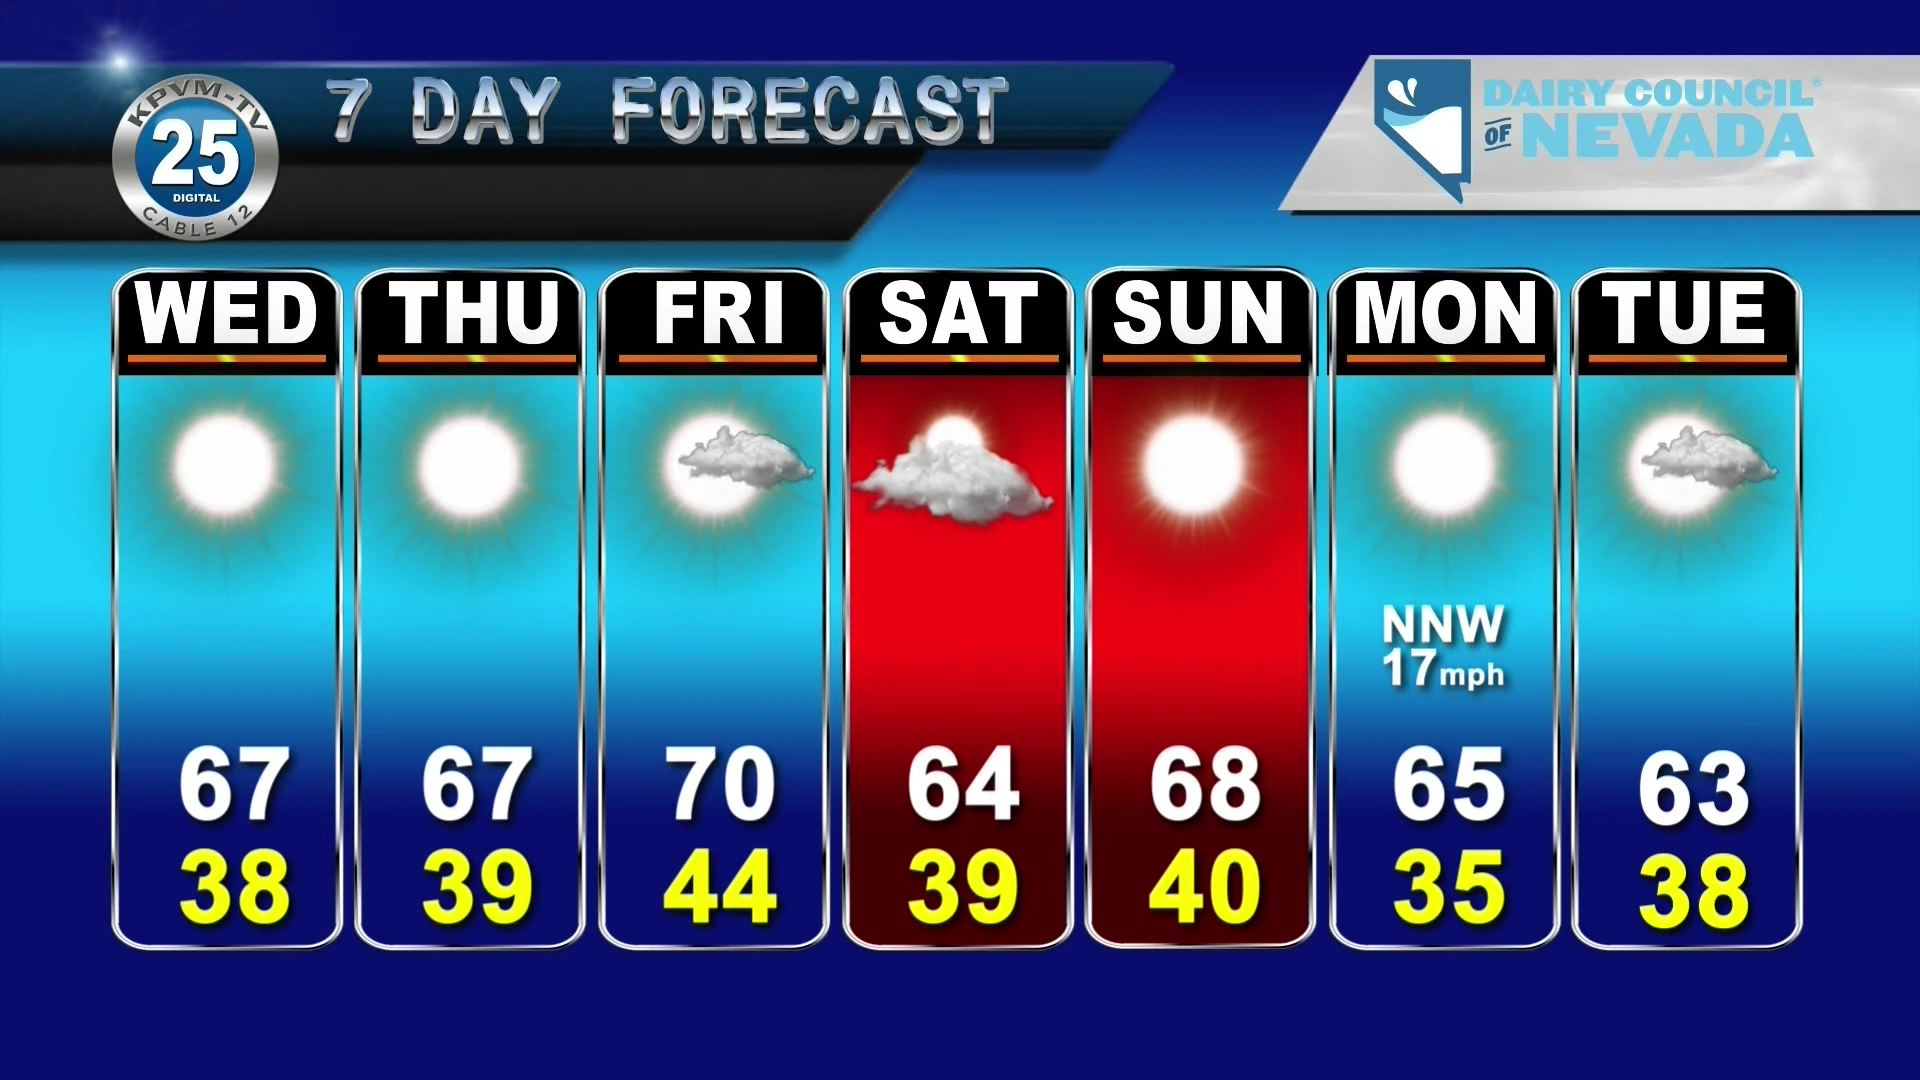 KPVM-TV
25
DIGITAL
CABLE 12
7 DAY FORECAST
DAIRY COUNCIL®
OF NEVADA
WED THU FRI SAT SUN MON TUE
NNW
17mph
67 67 70 64 68 65 63
38 39 44 39 40 35 38